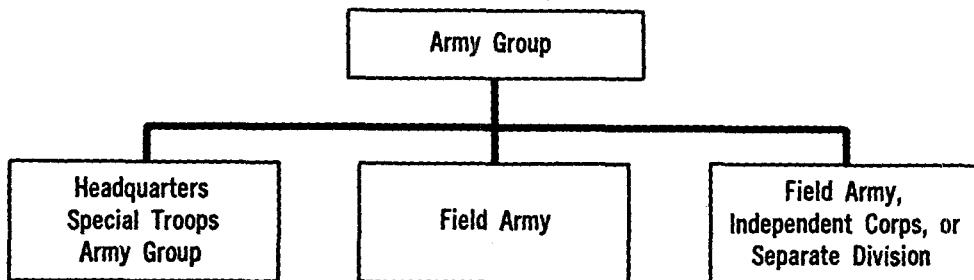 Army Group
Headquarters
Special Troops
Army Group
Field Army
Field Army,
Independent Corps, or
Separate Division